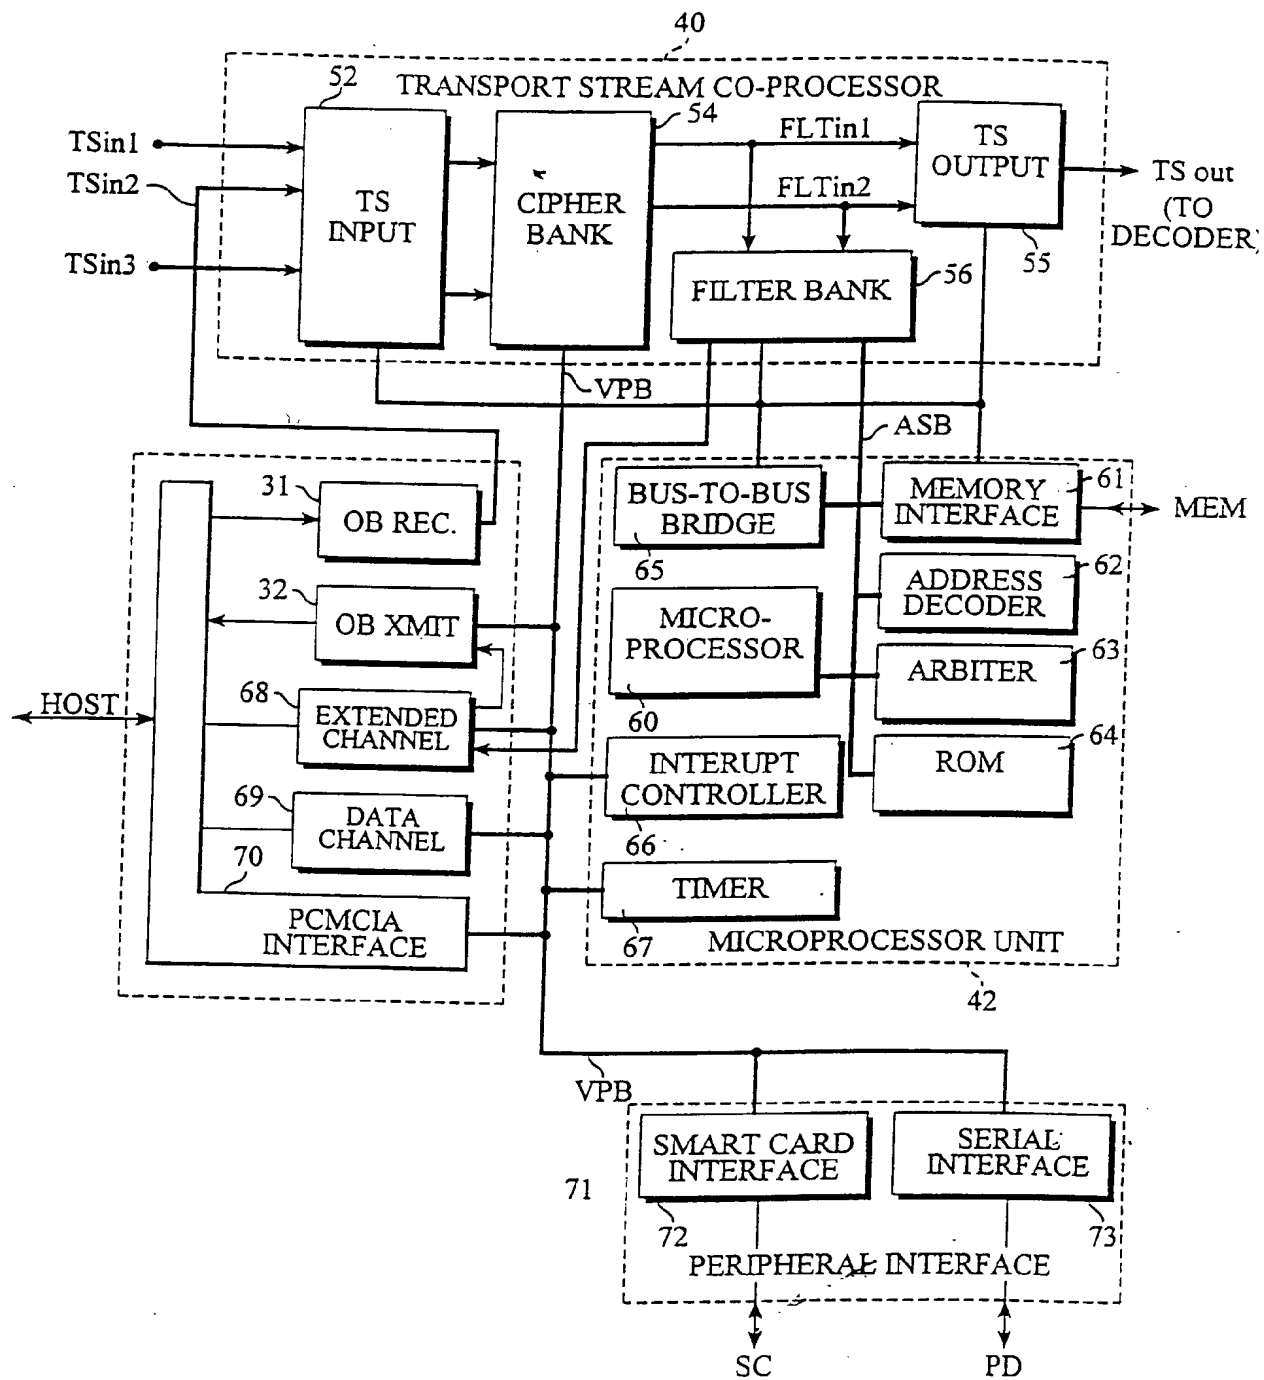 40
TRANSPORT STREAM CO-PROCESSOR
52
54
TSin1
TSin2
TSin3
TS
INPUT
CIPHER
BANK
FLTin1
FLTin2
TS
OUTPUT
TS out
(TO
DECODER)
55
FILTER BANK
56
VPB
ASB
31
OB REC.
32
OB XMIT
HOST
68
EXTENDED
CHANNEL
69
DATA
CHANNEL
70
PCMCIA
INTERFACE
BUS-TO-BUS
BRIDGE
65
MEMORY
INTERFACE
61
MEM
ADDRESS
DECODER
62
MICRO-
PROCESSOR
60
ARBITER
63
INTERUPT
CONTROLLER
66
ROM
64
TIMER
67
MICROPROCESSOR UNIT
42
VPB
71
SMART CARD
INTERFACE
72
SERIAL
INTERFACE
73
PERIPHERAL INTERFACE
SC
PD